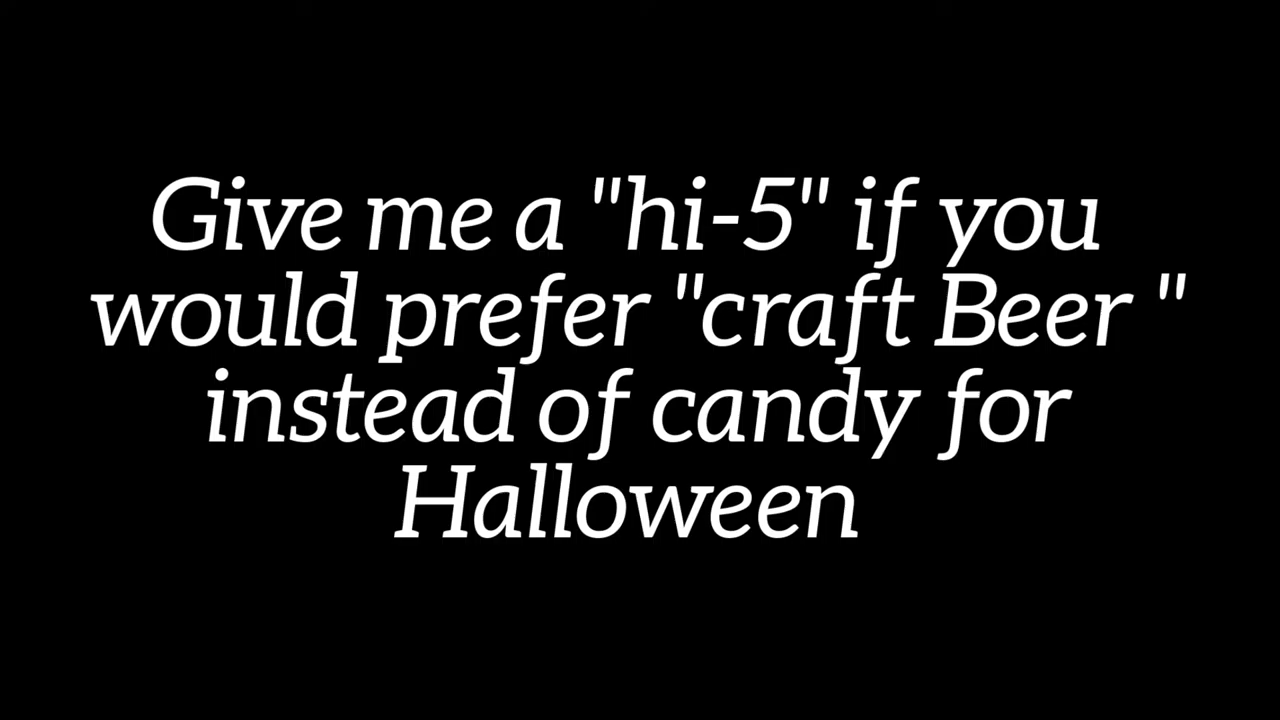 Give me a "hi-5" if you
would prefer "craft Beer "
instead of candy for
Halloween